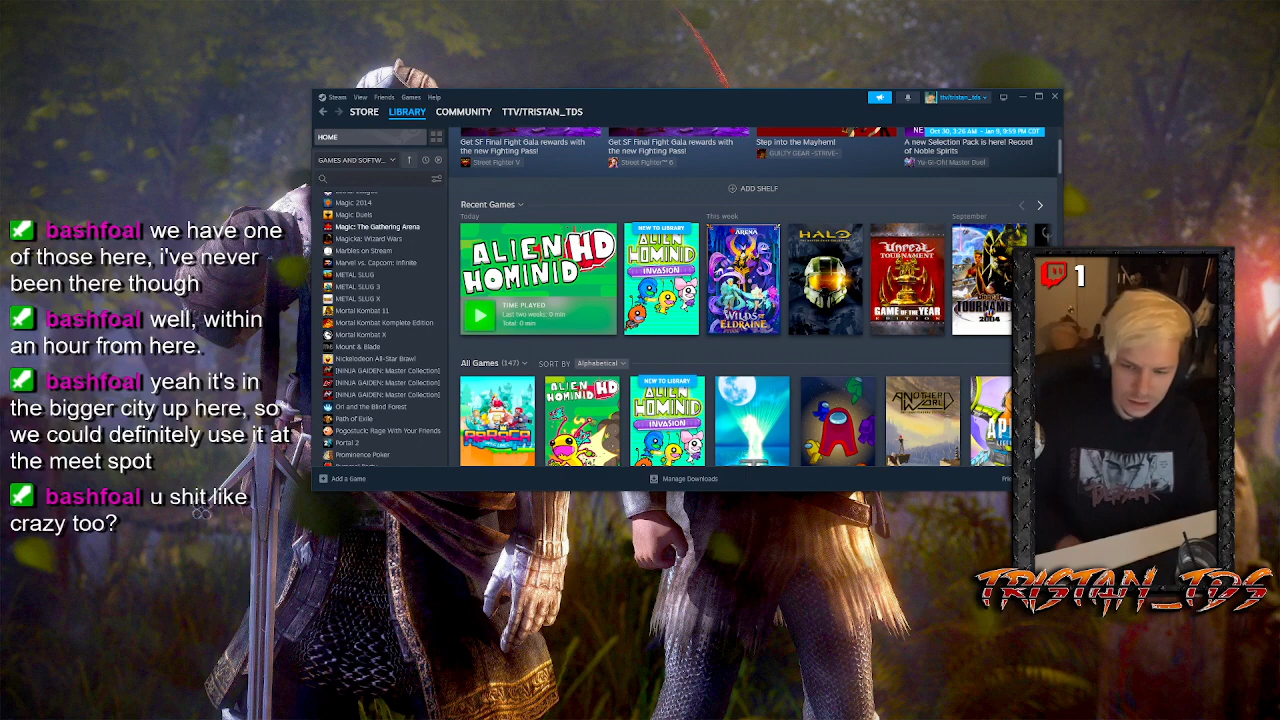 Steam View Friends Games Help
ttv/tristan_tds
STORE LIBRARY COMMUNITY TTV/TRISTAN_TDS
HOME
NE
Oct 30, 3:26 AM - Jan 9, 9:59 PM CDT
Get SF Final Fight Gala rewards with
the new Fighting Pass!
Street Fighter V
Get SF Final Fight Gala rewards with
the new Fighting Pass!
Street Fighter™ 6
Step into the Mayhem!
GUILTY GEAR -STRIVE-
A new Selection Pack is here! Record
of Noble Spirits
Yu-Gi-Oh! Master Duel
GAMES AND SOFTW...
ADD SHELF
Magic 2014
Magic Duels
Magic: The Gathering Arena
Magicka: Wizard Wars
Marbles on Stream
Marvel vs. Capcom: Infinite
METAL SLUG
METAL SLUG 3
METAL SLUG X
Mortal Kombat 11
Mortal Kombat Komplete Edition
Mortal Kombat X
Mount & Blade
Nickelodeon All-Star Brawl
[NINJA GAIDEN: Master Collection]
[NINJA GAIDEN: Master Collection]
[NINJA GAIDEN: Master Collection]
Ori and the Blind Forest
Path of Exile
Pogostuck: Rage With Your Friends
Portal 2
Prominence Poker
Recent Games
Today
This week
September
ALIEN HOMINID HD
TIME PLAYED
Last two weeks: 0 min
Total: 0 min
NEW TO LIBRARY
ALIEN HOMINID
INVASION
ARENA
WILDS of ELDRAINE
HALO
Unreal
TOURNAMENT
GAME OF THE YEAR
EDITION
TOURNAMENT
2004
All Games (147) SORT BY Alphabetical
ABRACA
ALIEN HOMINID HD
NEW TO LIBRARY
ALIEN HOMINID
INVASION
ANOTHER WORLD
Add a Game
Manage Downloads
bashfoal we have one
of those here, i've never
been there though
bashfoal well, within
an hour from here.
bashfoal yeah it's in
the bigger city up here, so
we could definitely use it at
the meet spot
bashfoal u shit like
crazy too?
1
TRISTAN_TDS